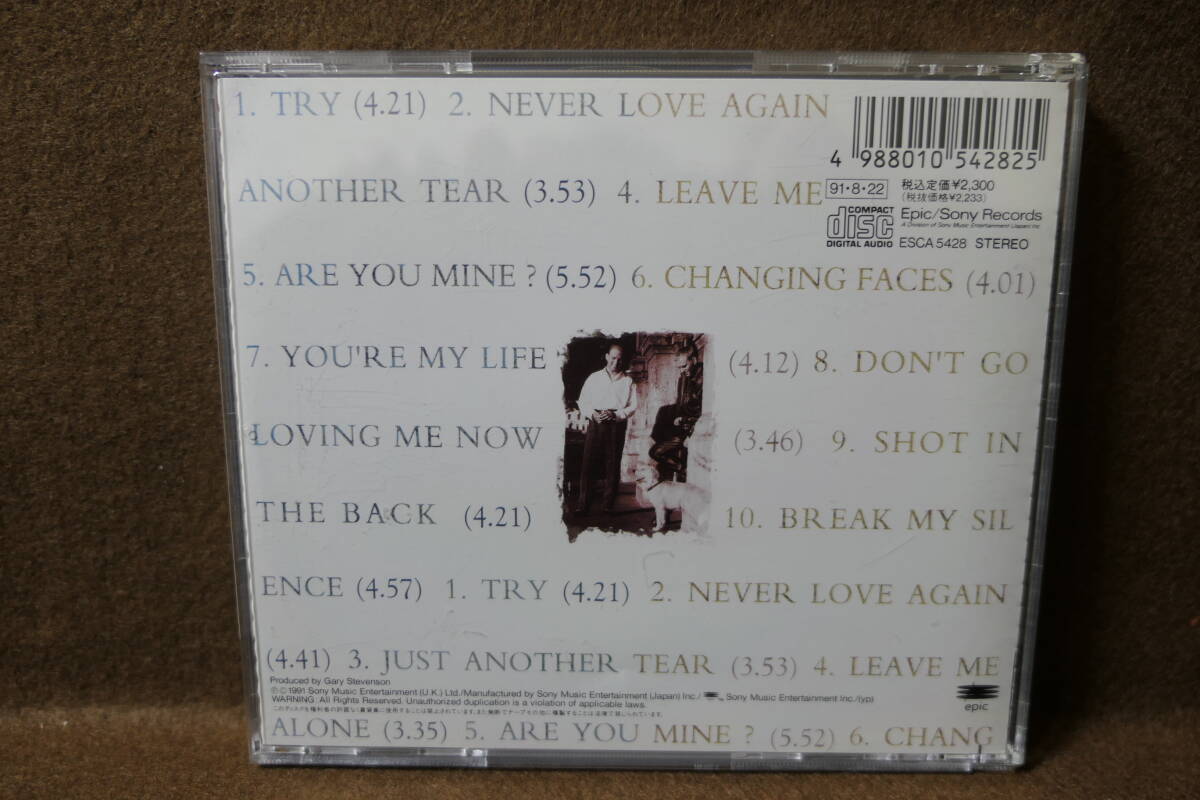 1. TRY (4.21) 2. NEVER LOVE AGAIN
4 988010 542825
ANOTHER TEAR (3.53) 4. LEAVE ME
91・8・22
税込定価¥2,300
(税抜価格¥2,233)
COMPACT
disc
DIGITAL AUDIO
Epic/Sony Records
A Division of Sony Music Entertainment (Japan) Inc.
ESCA 5428 STEREO
5. ARE YOU MINE ? (5.52) 6. CHANGING FACES (4.01)
7. YOU'RE MY LIFE (4.12) 8. DON'T GO
LOVING ME NOW (3.46) 9. SHOT IN
THE BACK (4.21) 10. BREAK MY SIL
ENCE (4.57) 1. TRY (4.21) 2. NEVER LOVE AGAIN
(4.41) 3. JUST ANOTHER TEAR (3.53) 4. LEAVE ME
Produced by Gary Stevenson
℗©1991 Sony Music Entertainment (U.K.) Ltd./Manufactured by Sony Music Entertainment (Japan) Inc./ Sony Music Entertainment Inc./(yp)
WARNING: All Rights Reserved. Unauthorized duplication is a violation of applicable laws.
epic
ALONE (3.35) 5. ARE YOU MINE ? (5.52) 6. CHANG